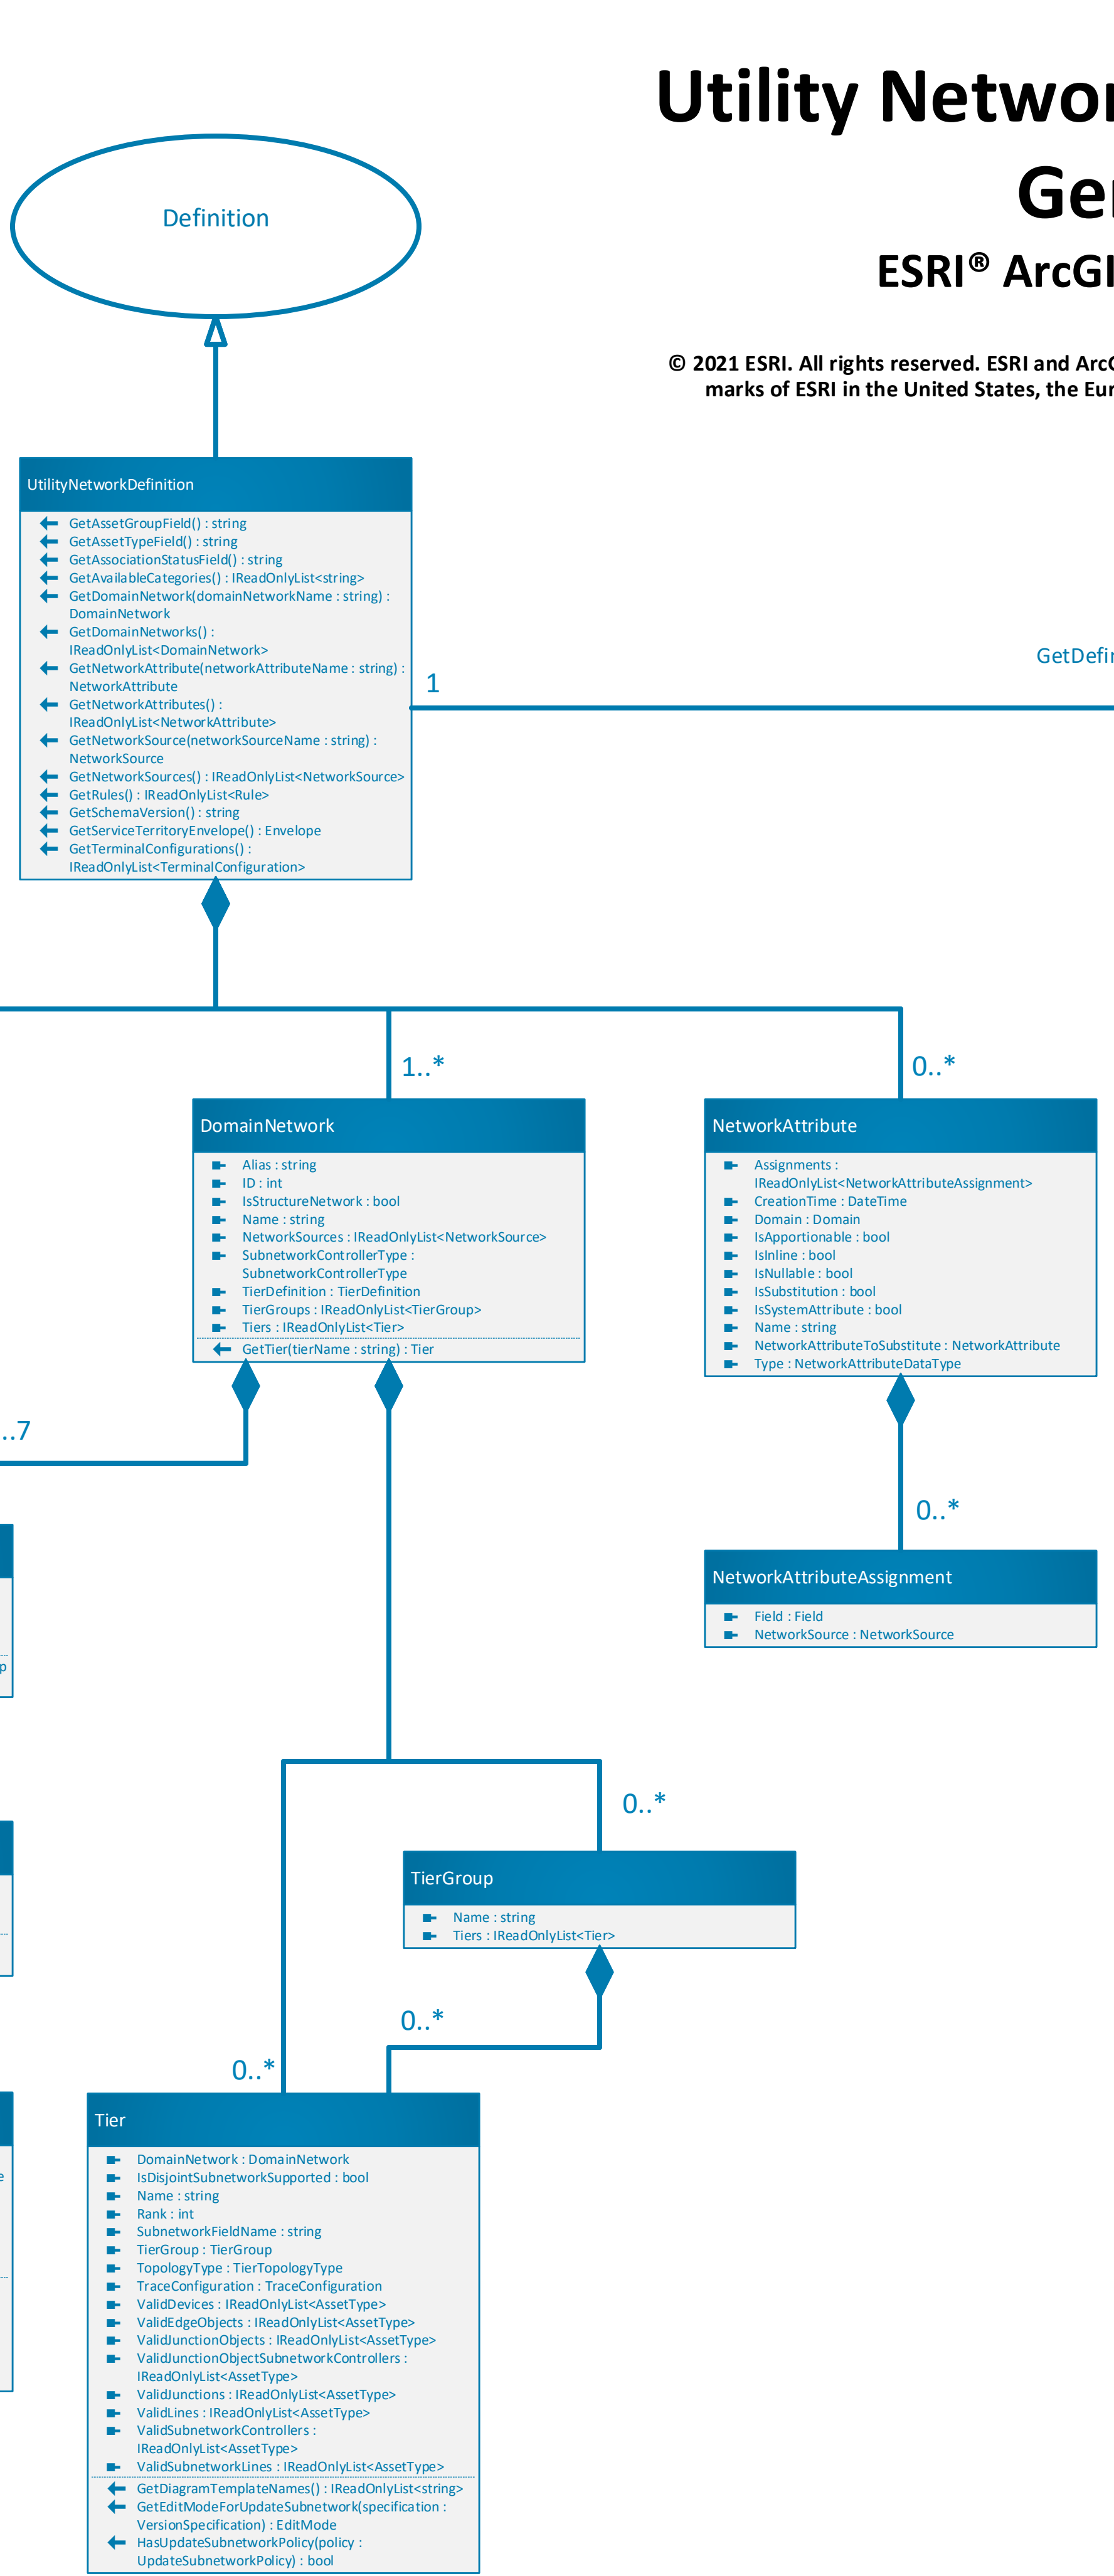 Utility Networ
Ger
ESRI® ArcGI
© 2021 ESRI. All rights reserved. ESRI and ArcG
marks of ESRI in the United States, the Eur
Definition
UtilityNetworkDefinition
GetAssetGroupField() : string
GetAssetTypeField() : string
GetAssociationStatusField() : string
GetAvailableCategories() : IReadOnlyList<string>
GetDomainNetwork(domainNetworkName : string) :
DomainNetwork
GetDomainNetworks() :
IReadOnlyList<DomainNetwork>
GetNetworkAttribute(networkAttributeName : string) :
NetworkAttribute
GetNetworkAttributes() :
IReadOnlyList<NetworkAttribute>
GetNetworkSource(networkSourceName : string) :
NetworkSource
GetNetworkSources() : IReadOnlyList<NetworkSource>
GetRules() : IReadOnlyList<Rule>
GetSchemaVersion() : string
GetServiceTerritoryEnvelope() : Envelope
GetTerminalConfigurations() :
IReadOnlyList<TerminalConfiguration>
1
GetDefi
1..*
0..*
DomainNetwork
Alias : string
ID : int
IsStructureNetwork : bool
Name : string
NetworkSources : IReadOnlyList<NetworkSource>
SubnetworkControllerType :
SubnetworkControllerType
TierDefinition : TierDefinition
TierGroups : IReadOnlyList<TierGroup>
Tiers : IReadOnlyList<Tier>
GetTier(tierName : string) : Tier
NetworkAttribute
Assignments :
IReadOnlyList<NetworkAttributeAssignment>
CreationTime : DateTime
Domain : Domain
IsApportionable : bool
IsInline : bool
IsNullable : bool
IsSubstitution : bool
IsSystemAttribute : bool
Name : string
NetworkAttributeToSubstitute : NetworkAttribute
Type : NetworkAttributeDataType
..7
0..*
NetworkAttributeAssignment
Field : Field
NetworkSource : NetworkSource
p
0..*
TierGroup
Name : string
Tiers : IReadOnlyList<Tier>
0..*
0..*
e
Tier
DomainNetwork : DomainNetwork
IsDisjointSubnetworkSupported : bool
Name : string
Rank : int
SubnetworkFieldName : string
TierGroup : TierGroup
TopologyType : TierTopologyType
TraceConfiguration : TraceConfiguration
ValidDevices : IReadOnlyList<AssetType>
ValidEdgeObjects : IReadOnlyList<AssetType>
ValidJunctionObjects : IReadOnlyList<AssetType>
ValidJunctionObjectSubnetworkControllers :
IReadOnlyList<AssetType>
ValidJunctions : IReadOnlyList<AssetType>
ValidLines : IReadOnlyList<AssetType>
ValidSubnetworkControllers :
IReadOnlyList<AssetType>
ValidSubnetworkLines : IReadOnlyList<AssetType>
GetDiagramTemplateNames() : IReadOnlyList<string>
GetEditModeForUpdateSubnetwork(specification :
VersionSpecification) : EditMode
HasUpdateSubnetworkPolicy(policy :
UpdateSubnetworkPolicy) : bool